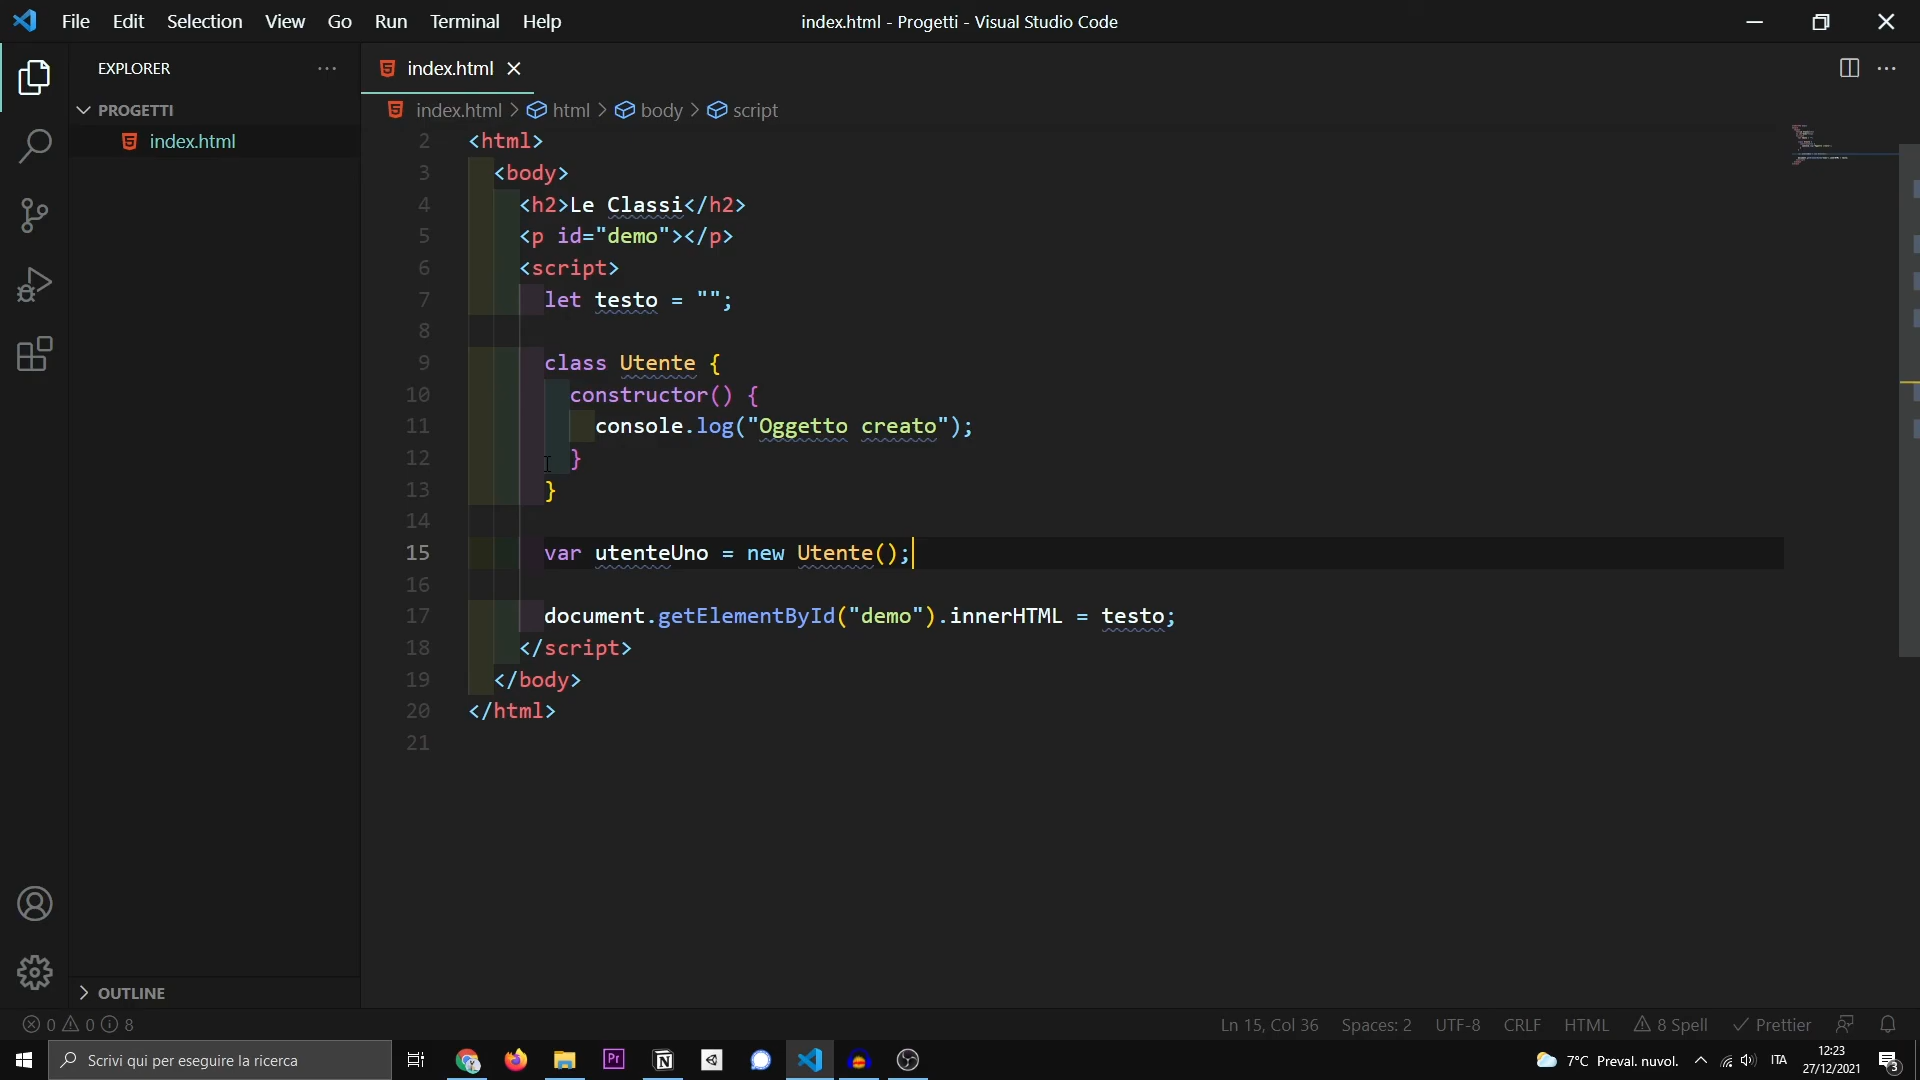 File Edit Selection View Go Run Terminal Help
index.html - Progetti - Visual Studio Code
EXPLORER
index.html
PROGETTI
index.html
index.html > html > body > script
2 <html>
3 <body>
4 <h2>Le Classi</h2>
5 <p id="demo"></p>
6 <script>
7 let testo = "";
8
9 class Utente {
10 constructor() {
11 console.log("Oggetto creato");
12 }
13 }
14
15 var utenteUno = new Utente();
16
17 document.getElementById("demo").innerHTML = testo;
18 </script>
19 </body>
20 </html>
21
OUTLINE
0 0 8
Ln 15, Col 36 Spaces: 2 UTF-8 CRLF HTML 8 Spell Prettier
Scrivi qui per eseguire la ricerca
Pr
7°C Preval. nuvol. ITA
12:23
27/12/2021
3